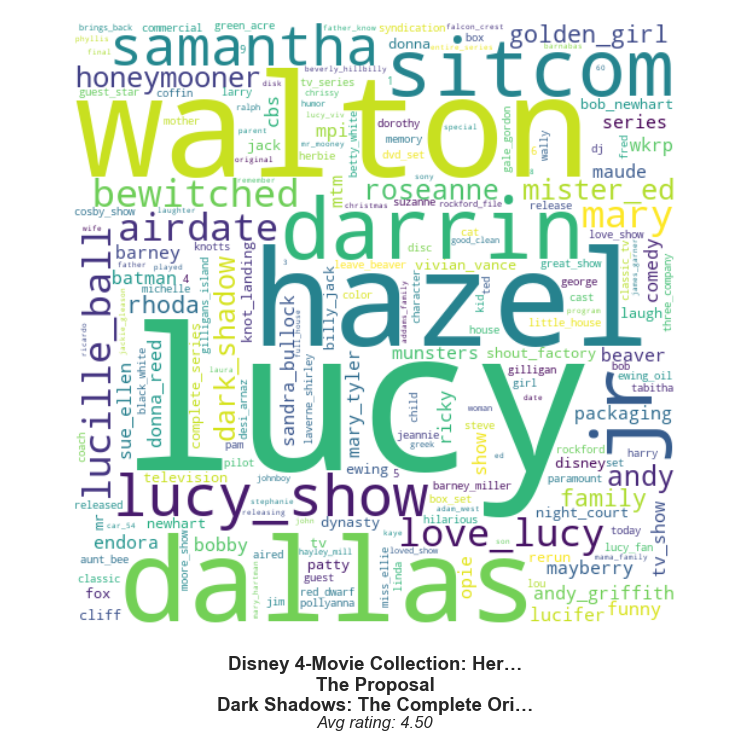 brings_back commercial green_acre father_know syndication falcon_crest
phyllis 9 donna box entire_series barnabas golden_girl
final samantha sitcom
honeymooner beverly_hillbilly larry tv_series chrissy 60
guest_star coffin disk cbs humor lucy_viv bob_newhart
walton
mother ralph mpi dorothy gale_gordon special series
parent jack mr_mooney betty_white memory wally fred wkrp
original herbie dvd_set dj maude
bewitched remember mtm sony roseanne mister_ed
cosby_show laughter christmas suzanne rockford_file release mary
wife airdate darrin cat love_show
knotts disc good_clean great_show classic_tv james_garner
lucille_ball barney father played 3 leave_beaver vivian_vance george comedy three_company
batman 4 michelle gilligans_island knot_landing hazel color character kid ted cast program
rhoda full_house billy_jack addams_family house little_house laugh
ricardo jackie_gleason dark_shadow sandra_bullock munsters shout_factory beaver
complete_series laura mary_tyler gilligan bob ewing_oil
sue_ellen black_white donna_reed desi_arnaz laverne_shirley girl tabitha
lucy child ricky jeannie woman date jr packaging
coach pam greek show steve rockford harry
television pilot ewing 5 barney_miller ed disney set andy
johnboy box_set paramount
released lucy_show stephanie releasing adam_west family
mr car_54 newhart john dynasty hilarious love_lucy night_court today tv_show
endora moore_show bobby tv hayley_mill kaye son lucy_fan mama_family
aunt_bee aired loved_show rerun
classic mary_hartman guest patty miss_ellie linda opie lou mayberry
fox dallas red_dwarf andy_griffith
cliff jim pollyanna lucifer funny
Disney 4-Movie Collection: Her…
The Proposal
Dark Shadows: The Complete Ori…
Avg rating: 4.50